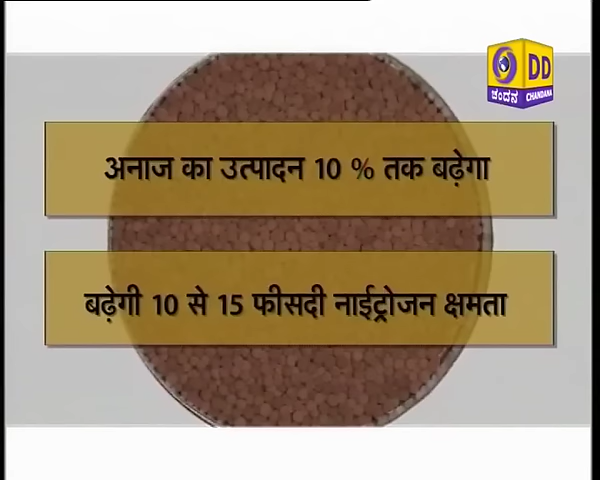 DD
ಚಂದನ CHANDANA
अनाज का उत्पादन 10 % तक बढ़ेगा
बढ़ेगी 10 से 15 फीसदी नाईट्रोजन क्षमता